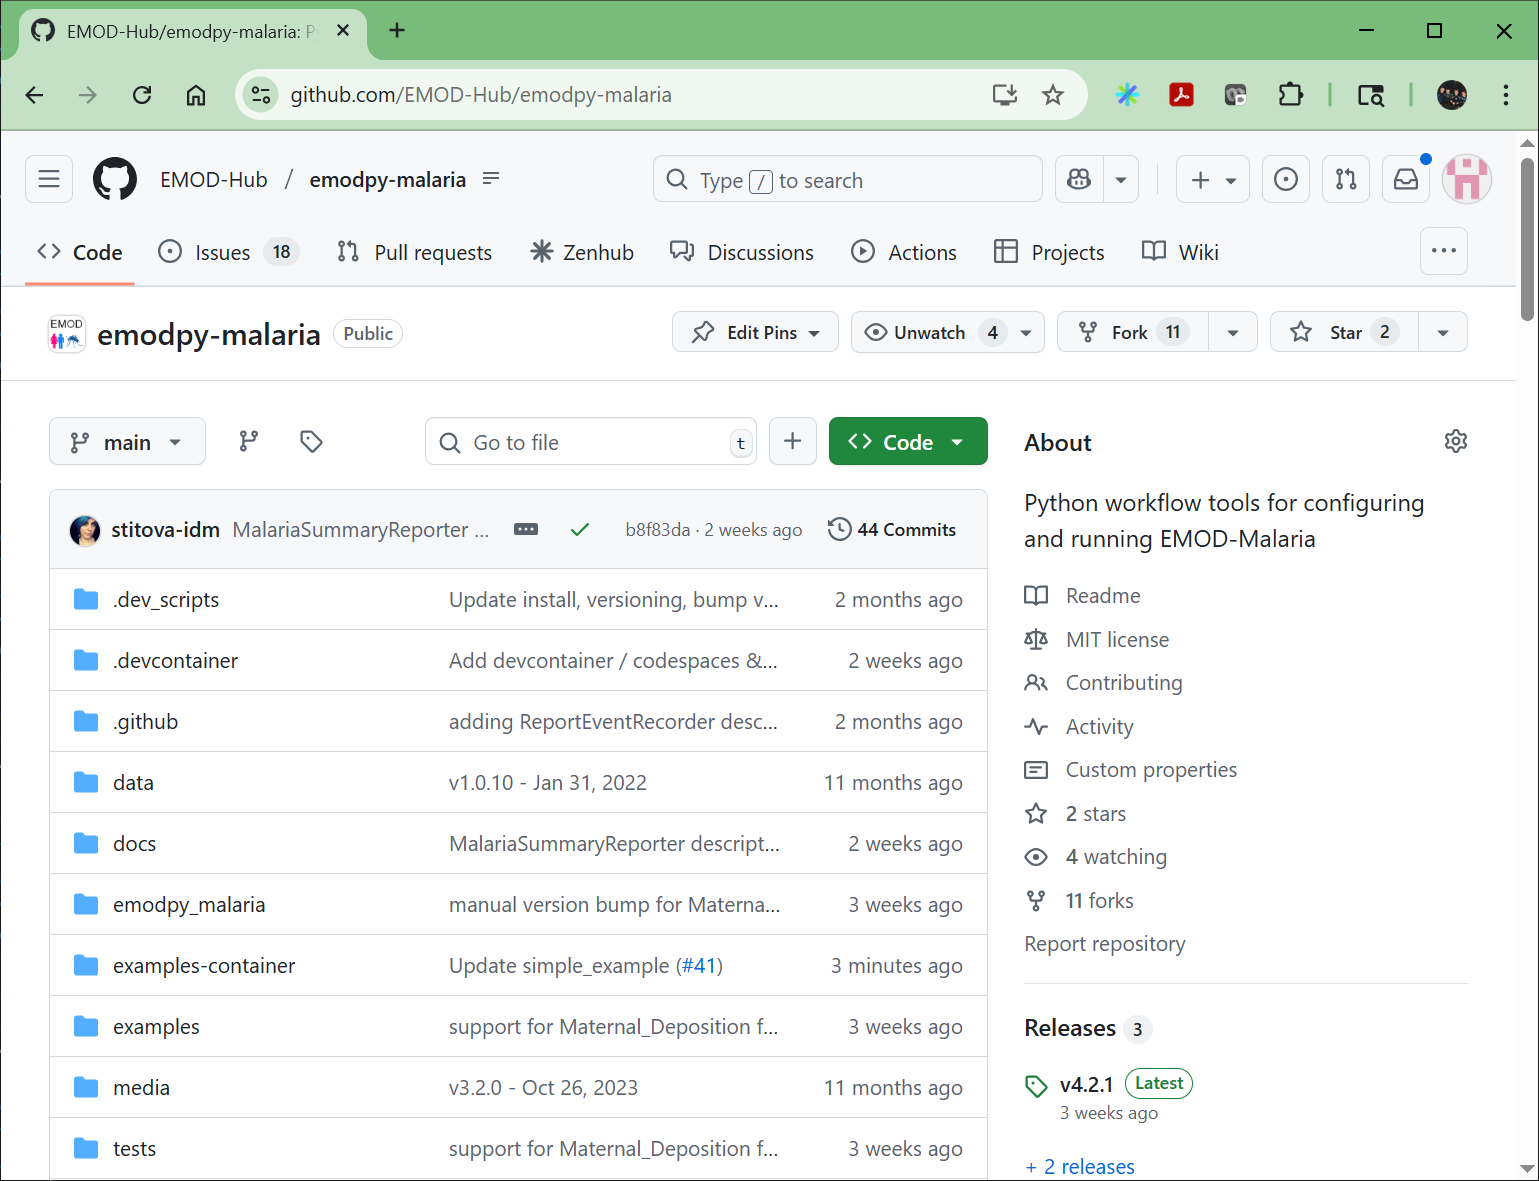 EMOD-Hub/emodpy-malaria: P
github.com/EMOD-Hub/emodpy-malaria
EMOD-Hub / emodpy-malaria
Type / to search
Code
Issues 18
Pull requests
Zenhub
Discussions
Actions
Projects
Wiki
EMOD
emodpy-malaria Public
Edit Pins
Unwatch 4
Fork 11
Star 2
main
Go to file t
Code
stitova-idm MalariaSummaryReporter ... b8f83da · 2 weeks ago 44 Commits
.dev_scripts Update install, versioning, bump v... 2 months ago
.devcontainer Add devcontainer / codespaces &... 2 weeks ago
.github adding ReportEventRecorder desc... 2 months ago
data v1.0.10 - Jan 31, 2022 11 months ago
docs MalariaSummaryReporter descript... 2 weeks ago
emodpy_malaria manual version bump for Materna... 3 weeks ago
examples-container Update simple_example (#41) 3 minutes ago
examples support for Maternal_Deposition f... 3 weeks ago
media v3.2.0 - Oct 26, 2023 11 months ago
tests support for Maternal_Deposition f... 3 weeks ago
About
Python workflow tools for configuring
and running EMOD-Malaria
Readme
MIT license
Contributing
Activity
Custom properties
2 stars
4 watching
11 forks
Report repository
Releases 3
v4.2.1 Latest
3 weeks ago
+ 2 releases